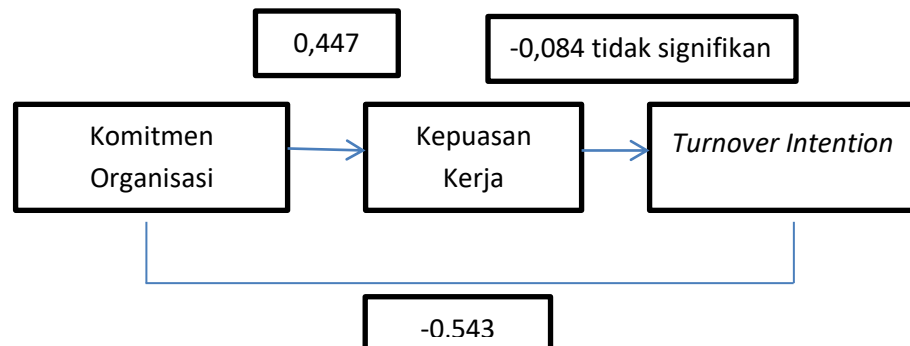 0,447
-0,084 tidak signifikan
Komitmen
Organisasi
Kepuasan
Kerja
Turnover Intention
-0.543